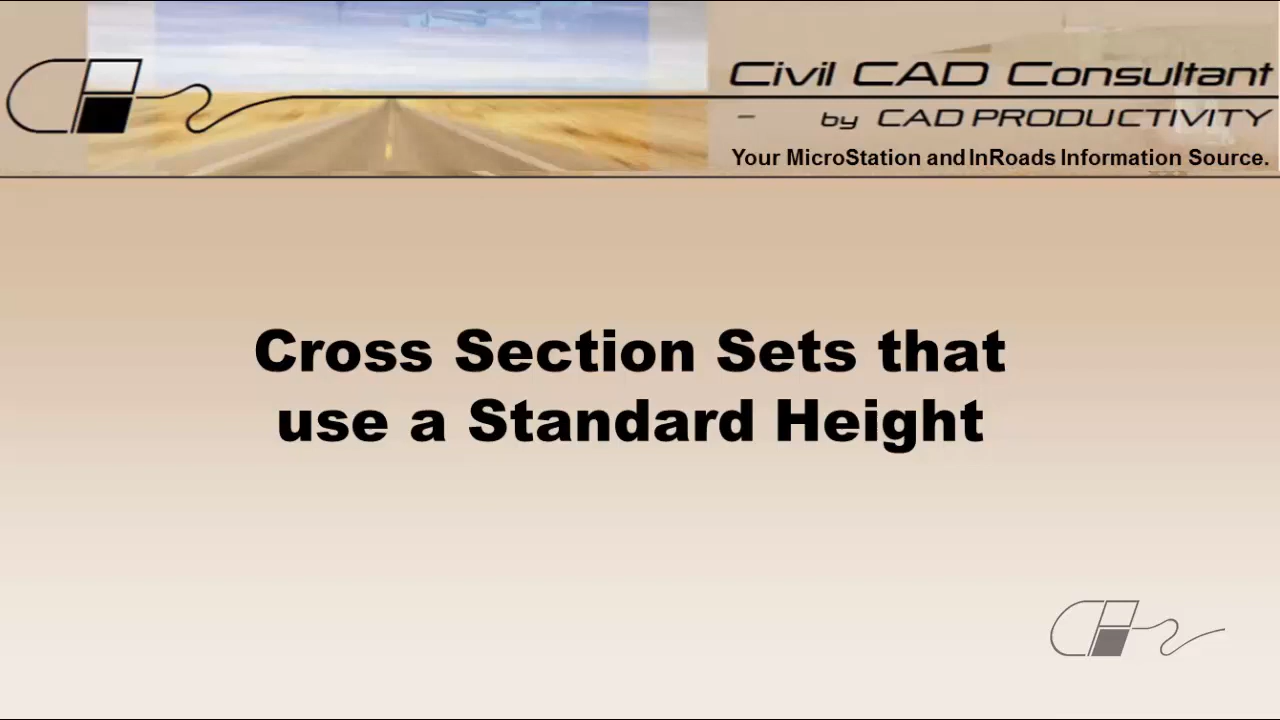 Civil CAD Consultant
by CAD PRODUCTIVITY
Your MicroStation and InRoads Information Source.
Cross Section Sets that
use a Standard Height